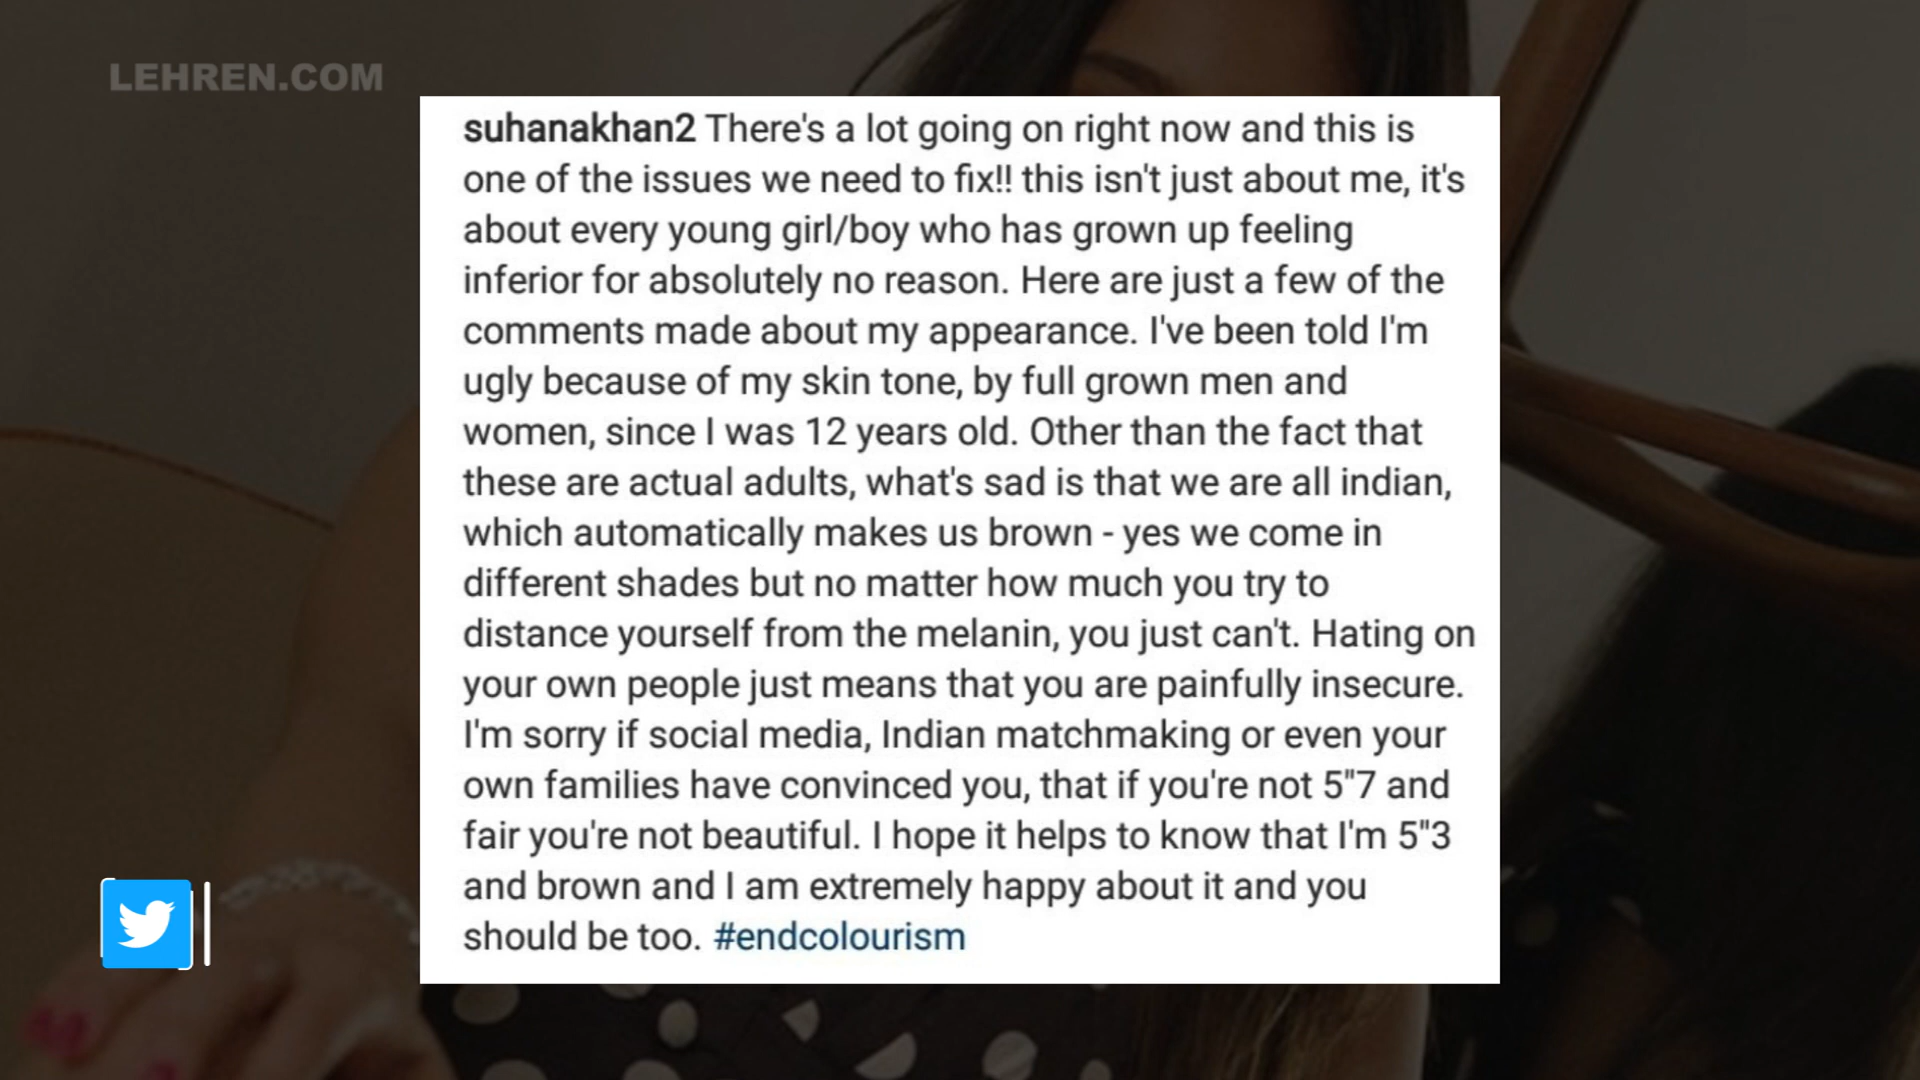 LEHREN.COM
suhanakhan2 There's a lot going on right now and this is
one of the issues we need to fix!! this isn't just about me, it's
about every young girl/boy who has grown up feeling
inferior for absolutely no reason. Here are just a few of the
comments made about my appearance. I've been told I'm
ugly because of my skin tone, by full grown men and
women, since I was 12 years old. Other than the fact that
these are actual adults, what's sad is that we are all indian,
which automatically makes us brown - yes we come in
different shades but no matter how much you try to
distance yourself from the melanin, you just can't. Hating on
your own people just means that you are painfully insecure.
I'm sorry if social media, Indian matchmaking or even your
own families have convinced you, that if you're not 5"7 and
fair you're not beautiful. I hope it helps to know that I'm 5"3
and brown and I am extremely happy about it and you
should be too. #endcolourism